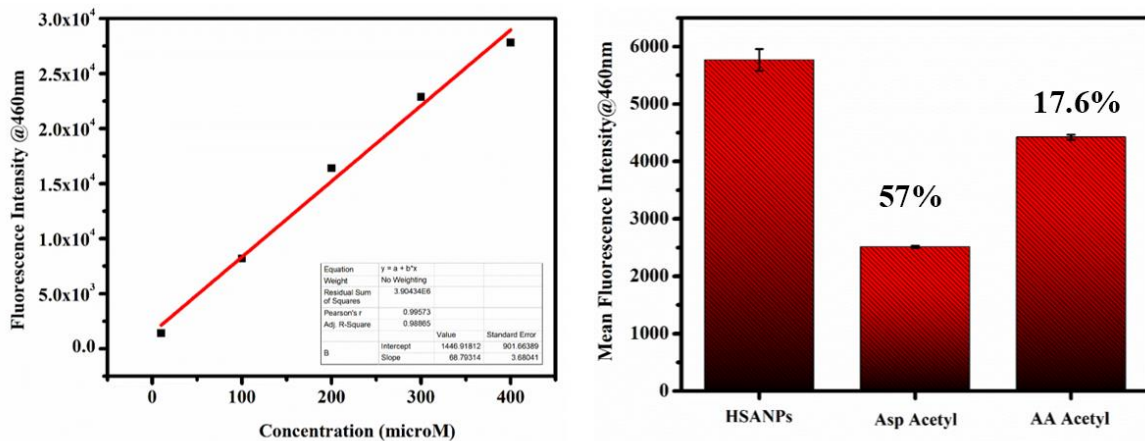 3.0x10⁴
2.5x10⁴
2.0x10⁴
1.5x10⁴
1.0x10⁴
5.0x10³
0.0
Fluorescence Intensity @460nm
0 100 200 300 400
Concentration (microM)
Equation y = a + b*x
Weight No Weighting
Residual Sum
of Squares 3.90434E6
Pearson's r 0.99573
Adj. R-Square 0.98865
Value Standard Error
B Intercept 1446.91812 901.66389
Slope 68.79314 3.68041
Mean Fluorescence Intensity@460nm
6000
5000
4000
3000
2000
1000
0
57%
17.6%
HSANPs Asp Acetyl AA Acetyl